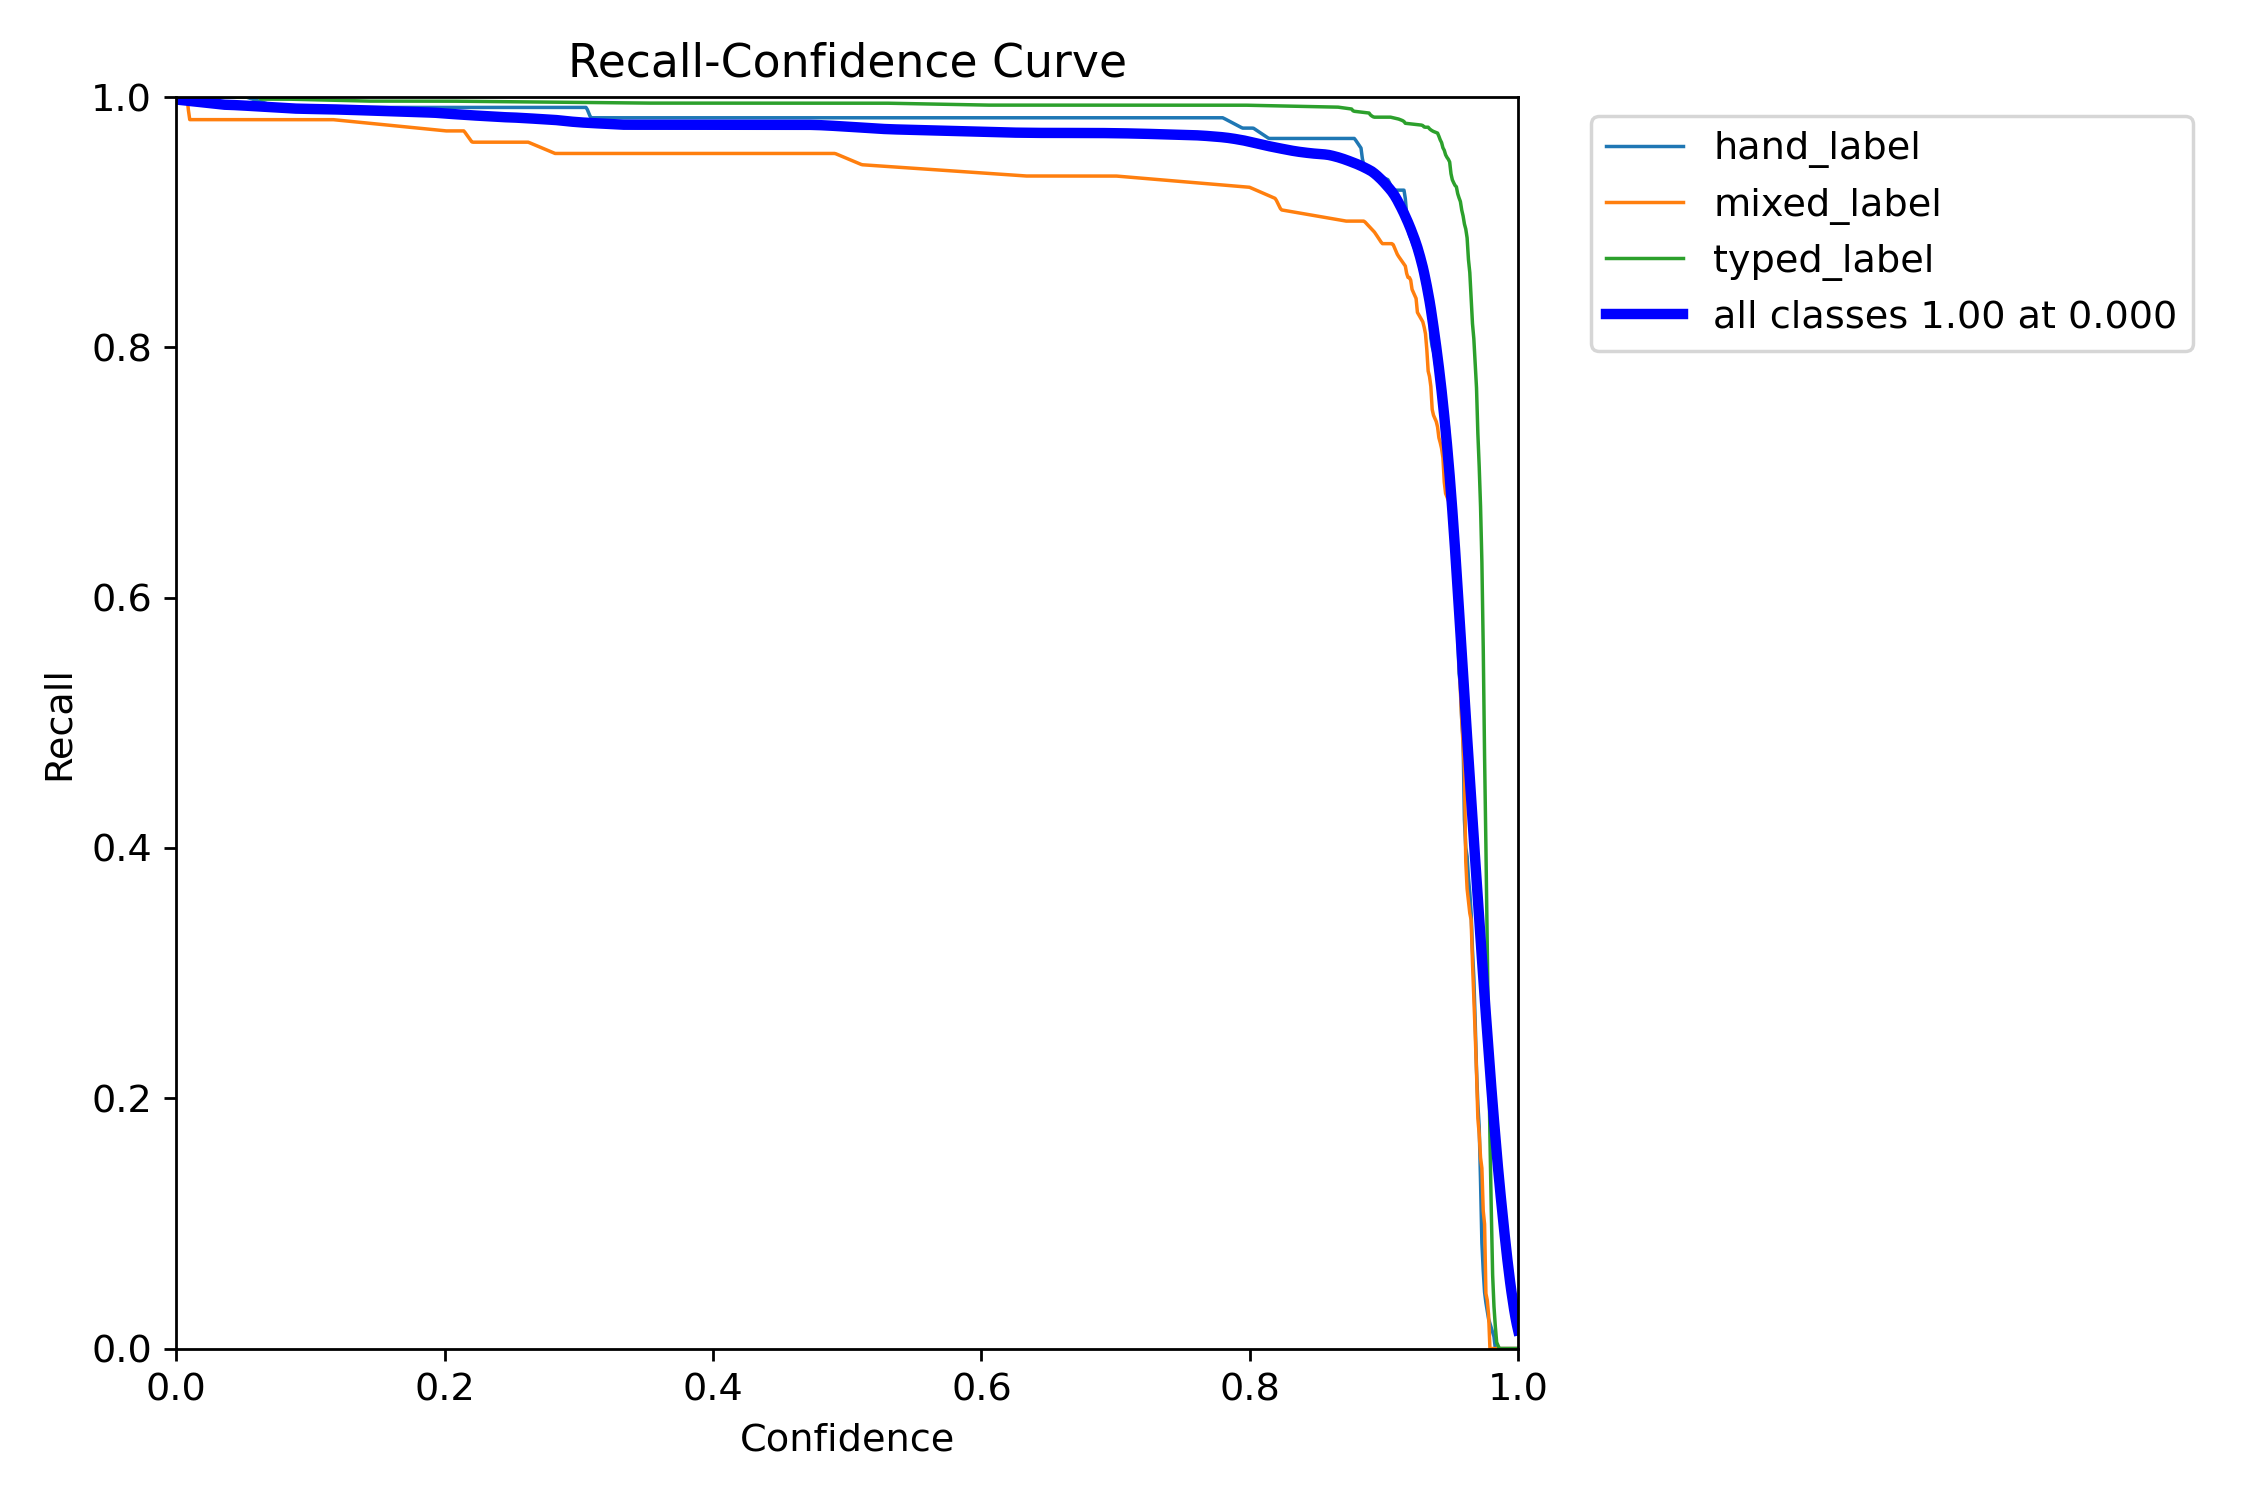 Recall-Confidence Curve
1.0
0.8
0.6
0.4
0.2
0.0
Recall
0.0 0.2 0.4 0.6 0.8 1.0
Confidence
hand_label
mixed_label
typed_label
all classes 1.00 at 0.000